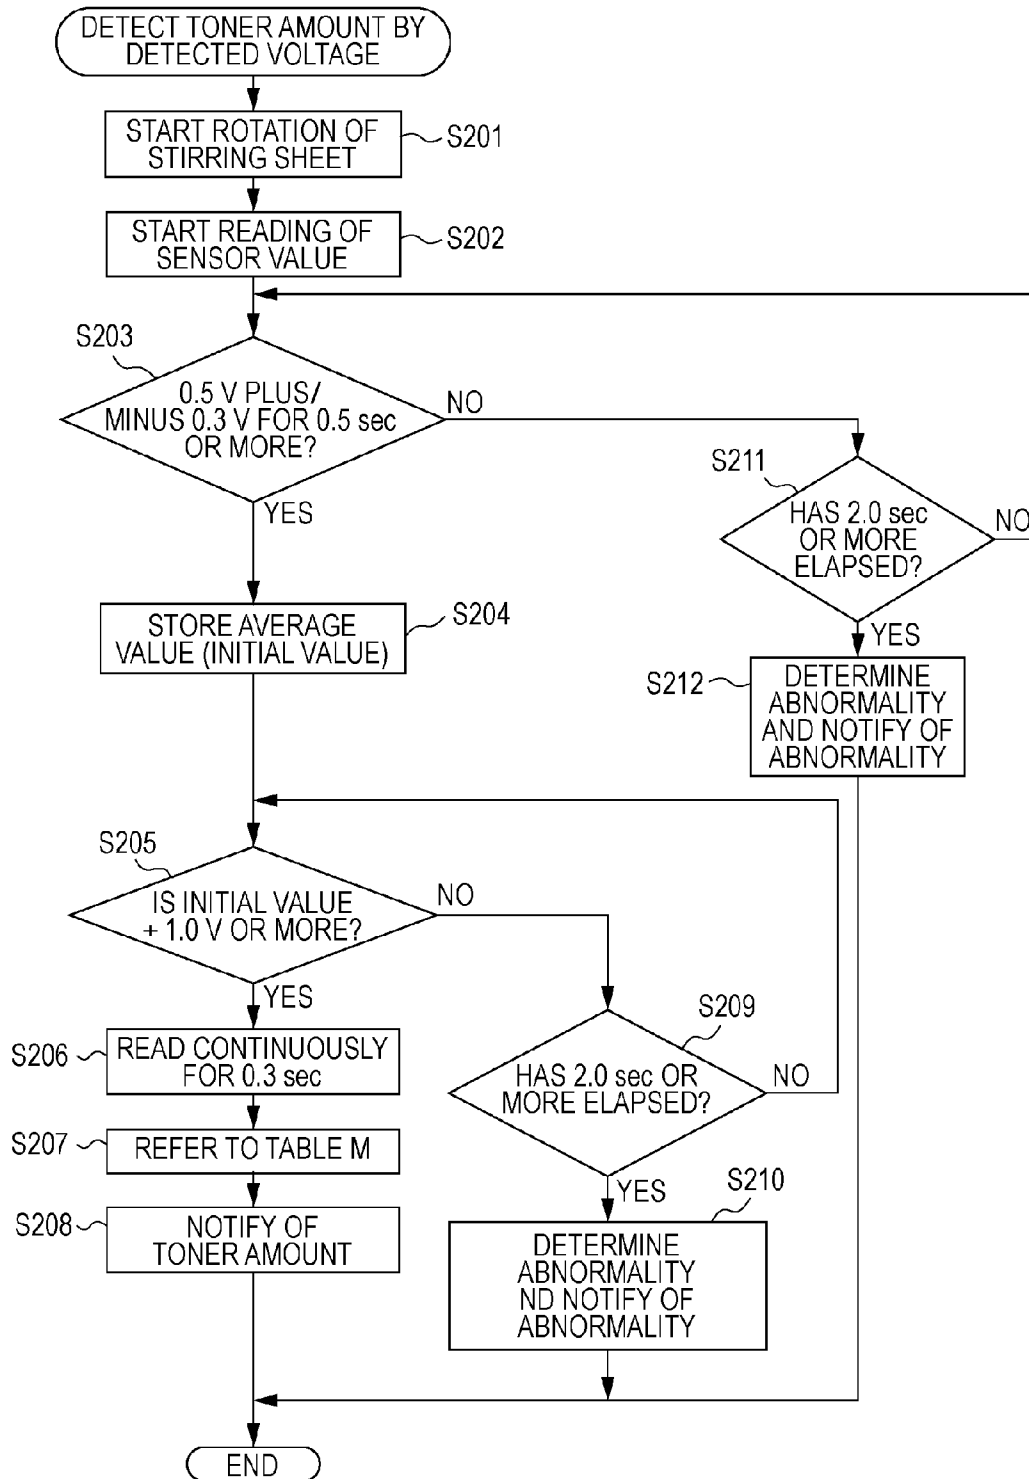 DETECT TONER AMOUNT BY
DETECTED VOLTAGE
START ROTATION OF
STIRRING SHEET
S201
START READING OF
SENSOR VALUE
S202
S203
0.5 V PLUS/
MINUS 0.3 V FOR 0.5 sec
OR MORE?
NO
YES
S211
HAS 2.0 sec
OR MORE
ELAPSED?
NO
YES
STORE AVERAGE
VALUE (INITIAL VALUE)
S204
S212
DETERMINE
ABNORMALITY
AND NOTIFY OF
ABNORMALITY
S205
IS INITIAL VALUE
+ 1.0 V OR MORE?
NO
YES
S206
READ CONTINUOUSLY
FOR 0.3 sec
S209
HAS 2.0 sec OR
MORE ELAPSED?
NO
YES
S207
REFER TO TABLE M
S208
NOTIFY OF
TONER AMOUNT
S210
DETERMINE
ABNORMALITY
ND NOTIFY OF
ABNORMALITY
END